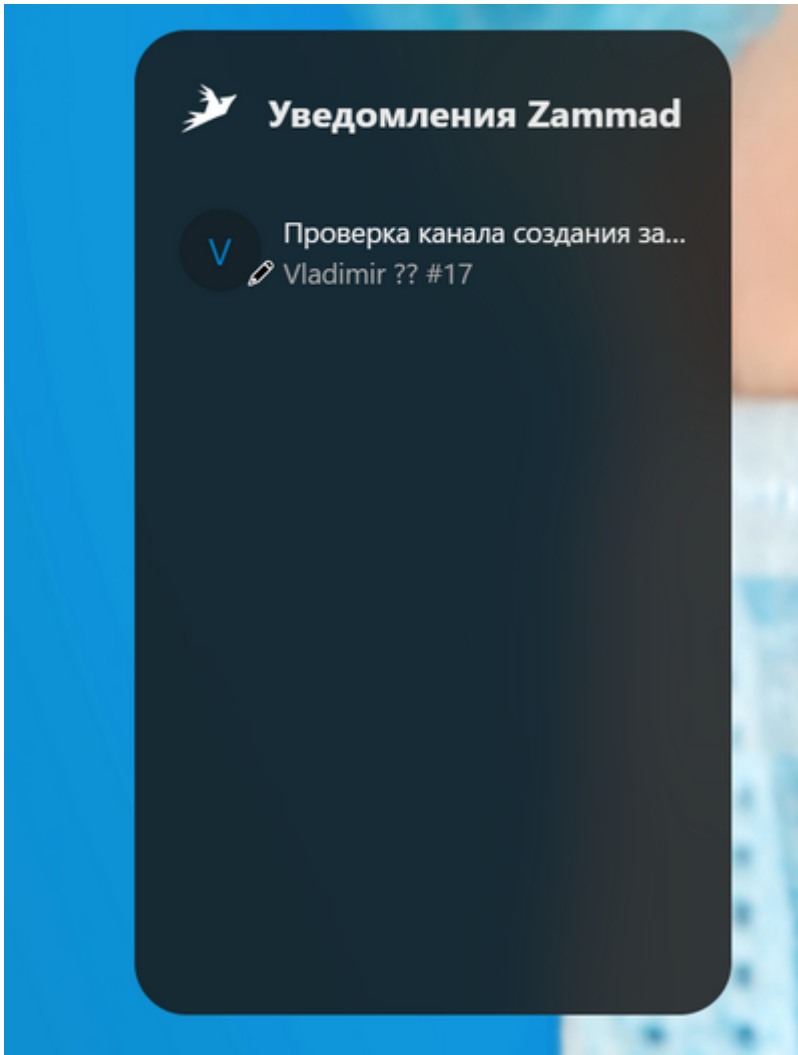 Уведомления Zammad
V
Проверка канала создания за...
Vladimir ?? #17